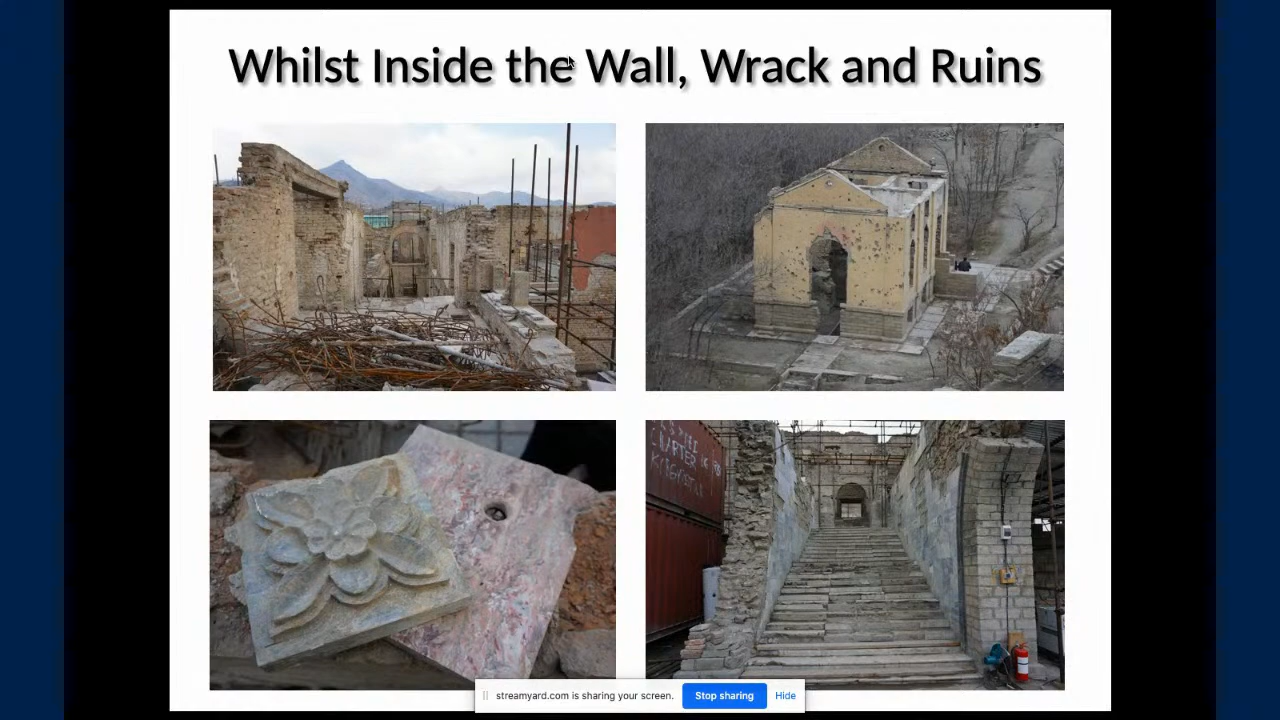 Whilst Inside the Wall, Wrack and Ruins
streamyard.com is sharing your screen. Stop sharing Hide